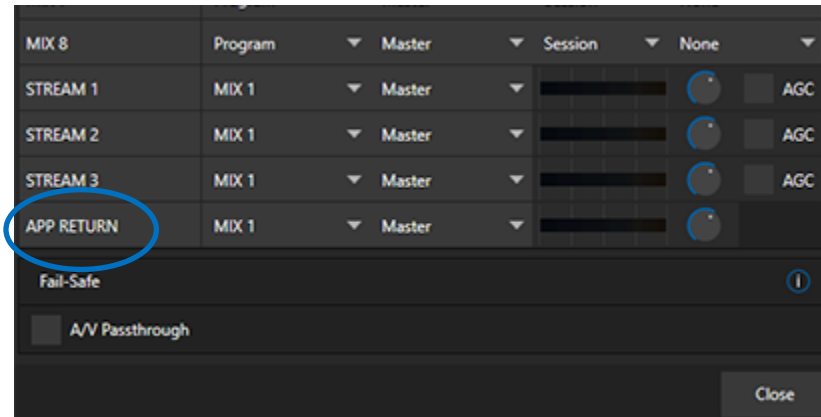 MIX 8 Program Master Session None
STREAM 1 MIX 1 Master AGC
STREAM 2 MIX 1 Master AGC
STREAM 3 MIX 1 Master AGC
APP RETURN MIX 1 Master
Fail-Safe
A/V Passthrough
Close